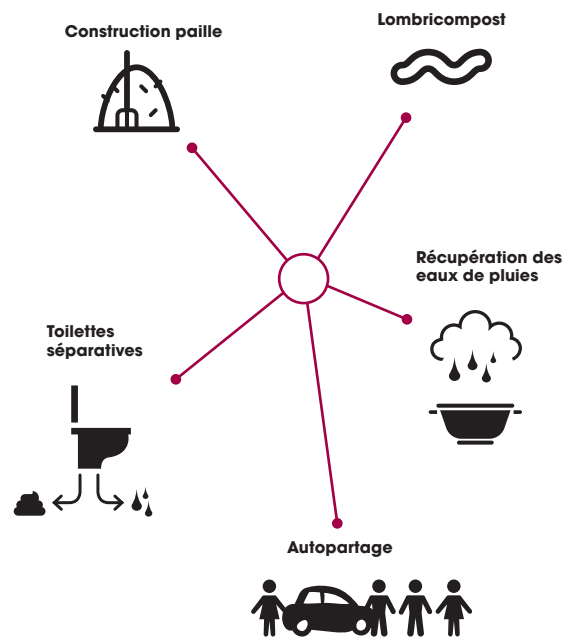 Lombricompost
Construction paille
Récupération des
eaux de pluies
Toilettes
séparatives
Autopartage